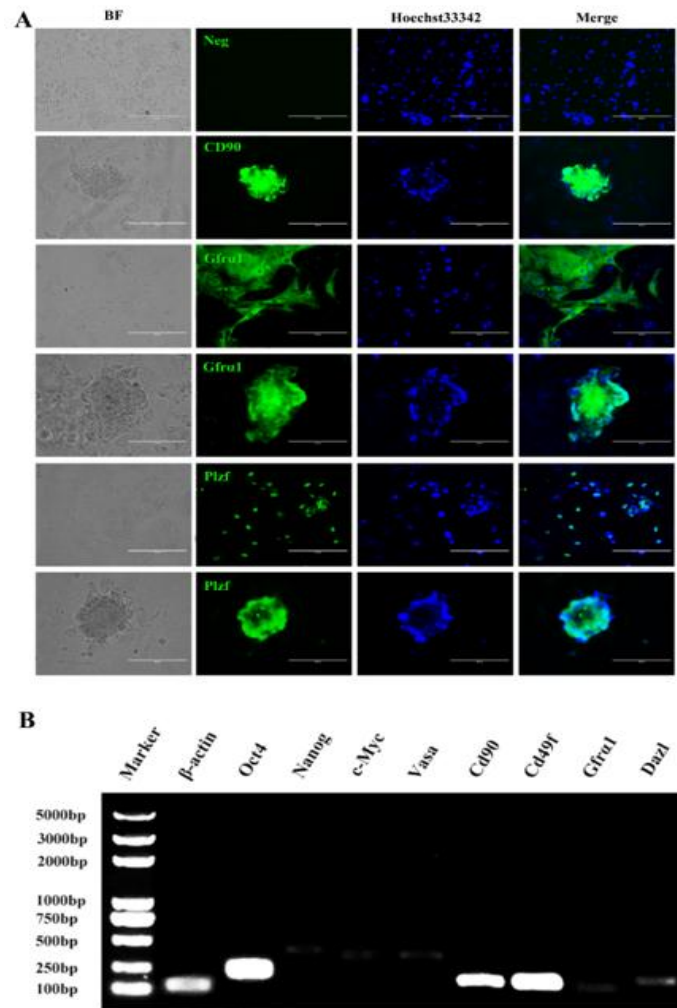 A
BF Hoechst33342 Merge
Neg
CD90
Gfrα1
Gfrα1
Plzf
Plzf
B
Marker β-actin Oct4 Nanog c-Myc Vasa Cd90 Cd49f Gfrα1 Dazl
5000bp
3000bp
2000bp
1000bp
750bp
500bp
250bp
100bp